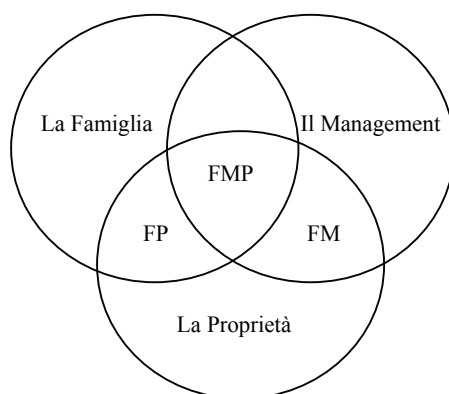 La Famiglia
Il Management
FMP
FP
FM
La Proprietà